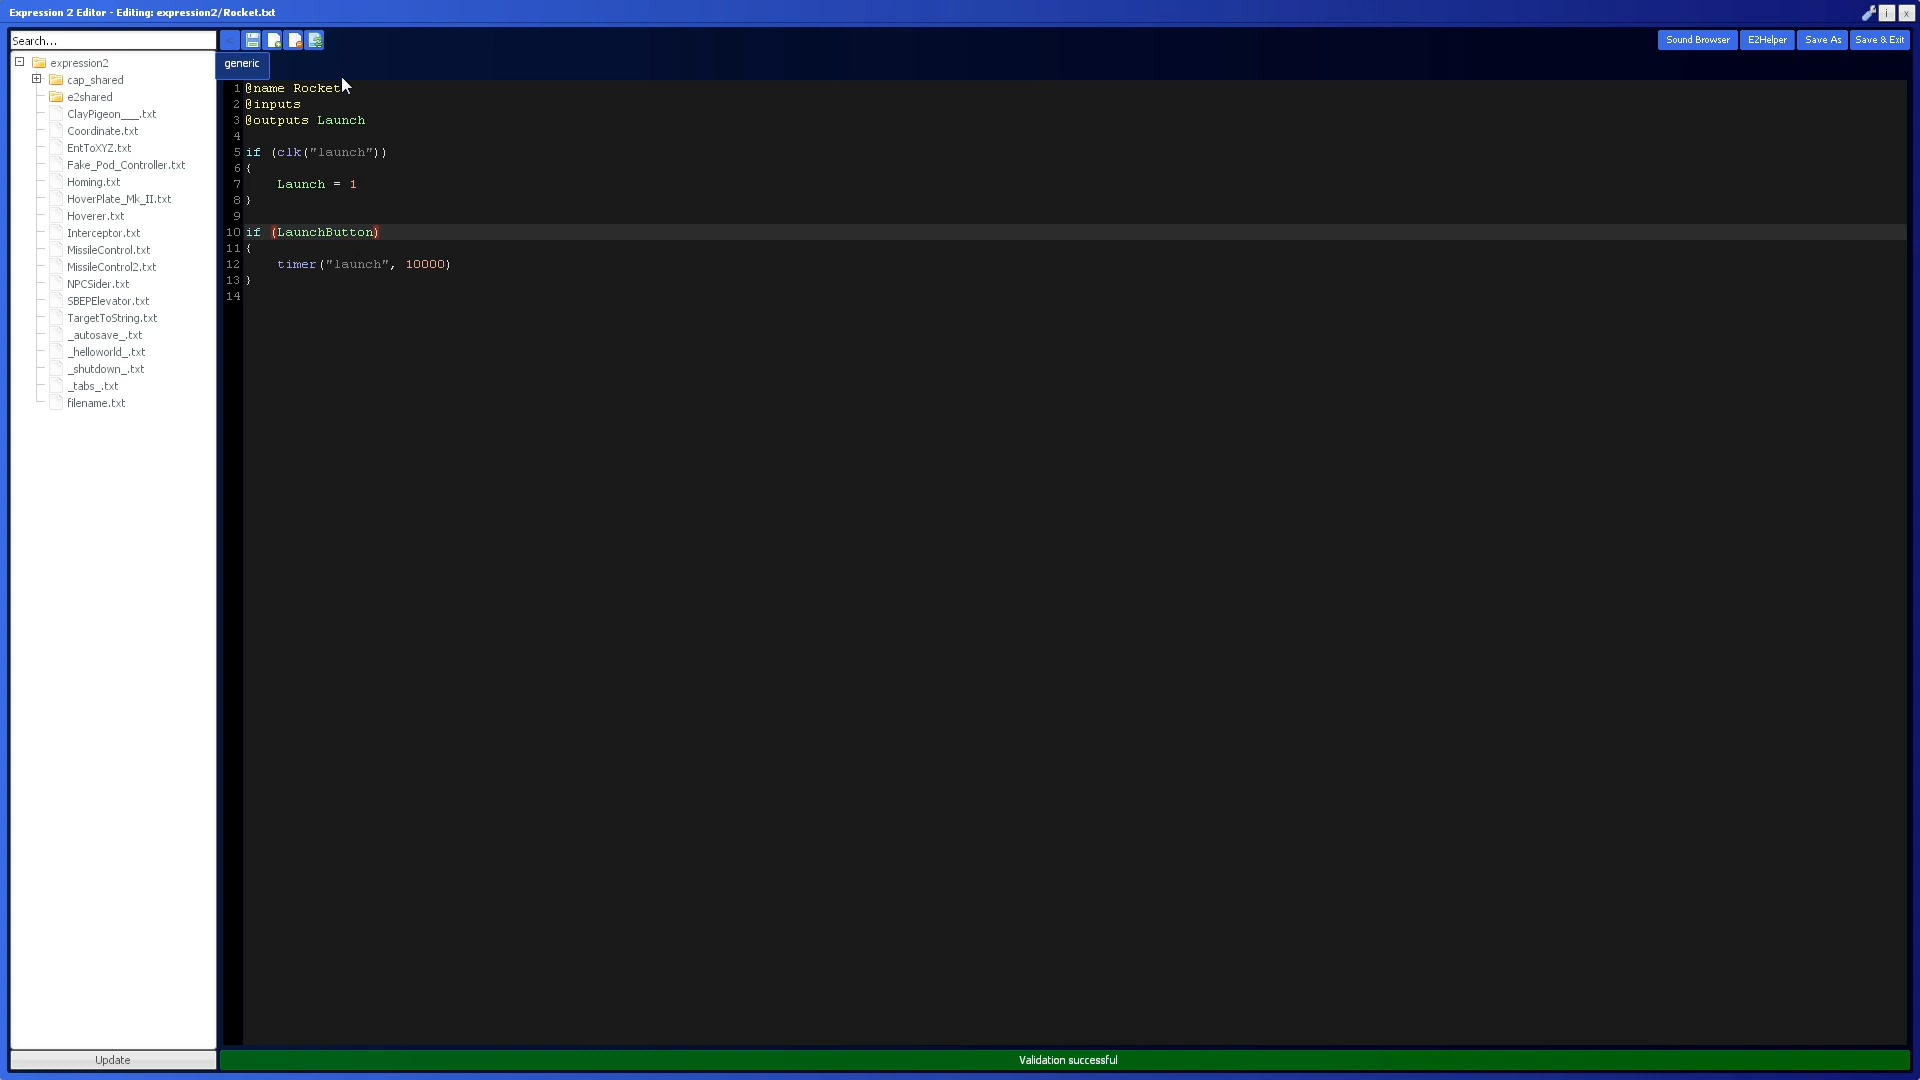 Expression 2 Editor - Editing: expression2/Rocket.txt
i
x
Search...
<
Sound Browser
E2Helper
Save As
Save & Exit
expression2
cap_shared
e2shared
ClayPigeon___.txt
Coordinate.txt
EntToXYZ.txt
Fake_Pod_Controller.txt
Homing.txt
HoverPlate_Mk_II.txt
Hoverer.txt
Interceptor.txt
MissileControl.txt
MissileControl2.txt
NPCSider.txt
SBEPElevator.txt
TargetToString.txt
_autosave_.txt
_helloworld_.txt
_shutdown_.txt
_tabs_.txt
filename.txt
Update
generic
1 @name Rocket
2 @inputs
3 @outputs Launch
4
5 if (clk("launch"))
6 {
7     Launch = 1
8 }
9
10 if (LaunchButton)
11 {
12     timer("launch", 10000)
13 }
14
Validation successful